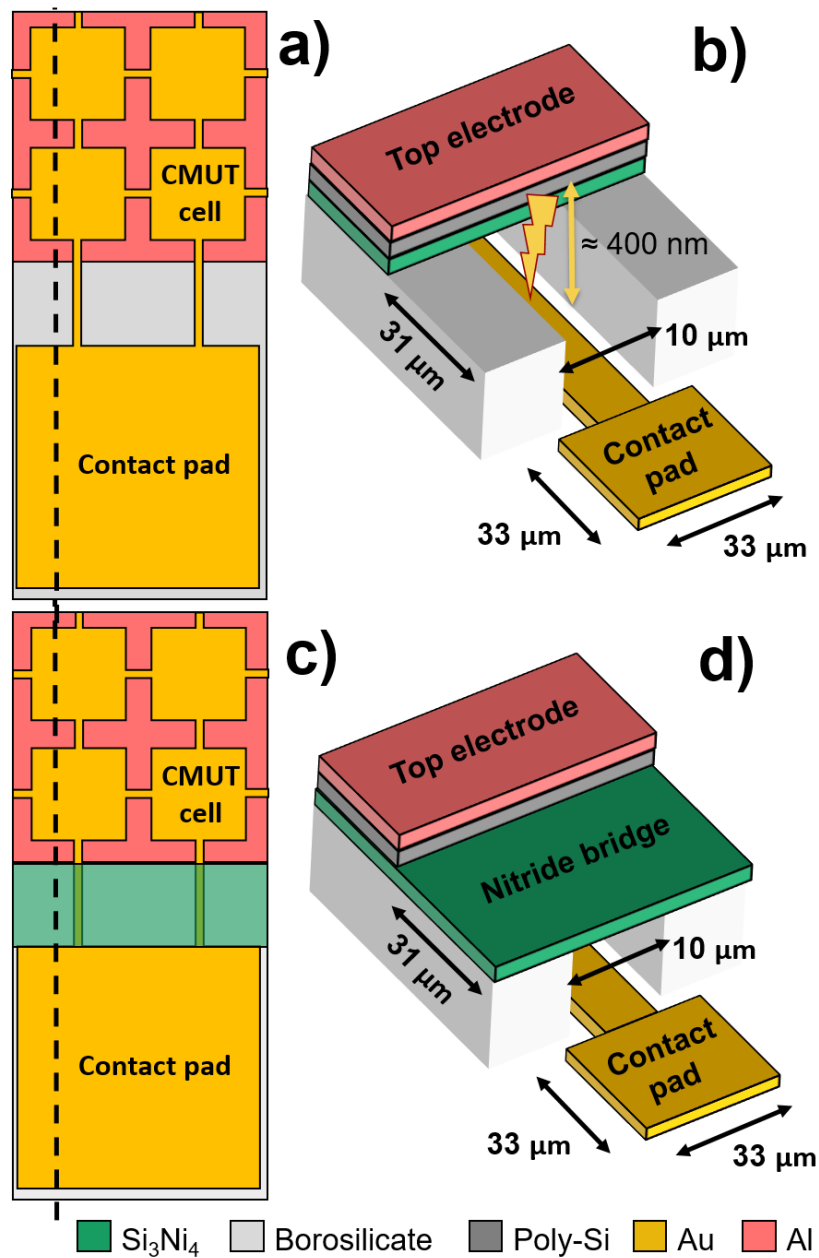 a)
CMUT
cell
Contact pad
b)
Top electrode
≈ 400 nm
31 µm
10 µm
Contact
pad
33 µm
33 µm
c)
CMUT
cell
Contact pad
d)
Top electrode
Nitride bridge
31 µm
10 µm
Contact
pad
33 µm
33 µm
Si₃Ni₄ Borosilicate Poly-Si Au Al